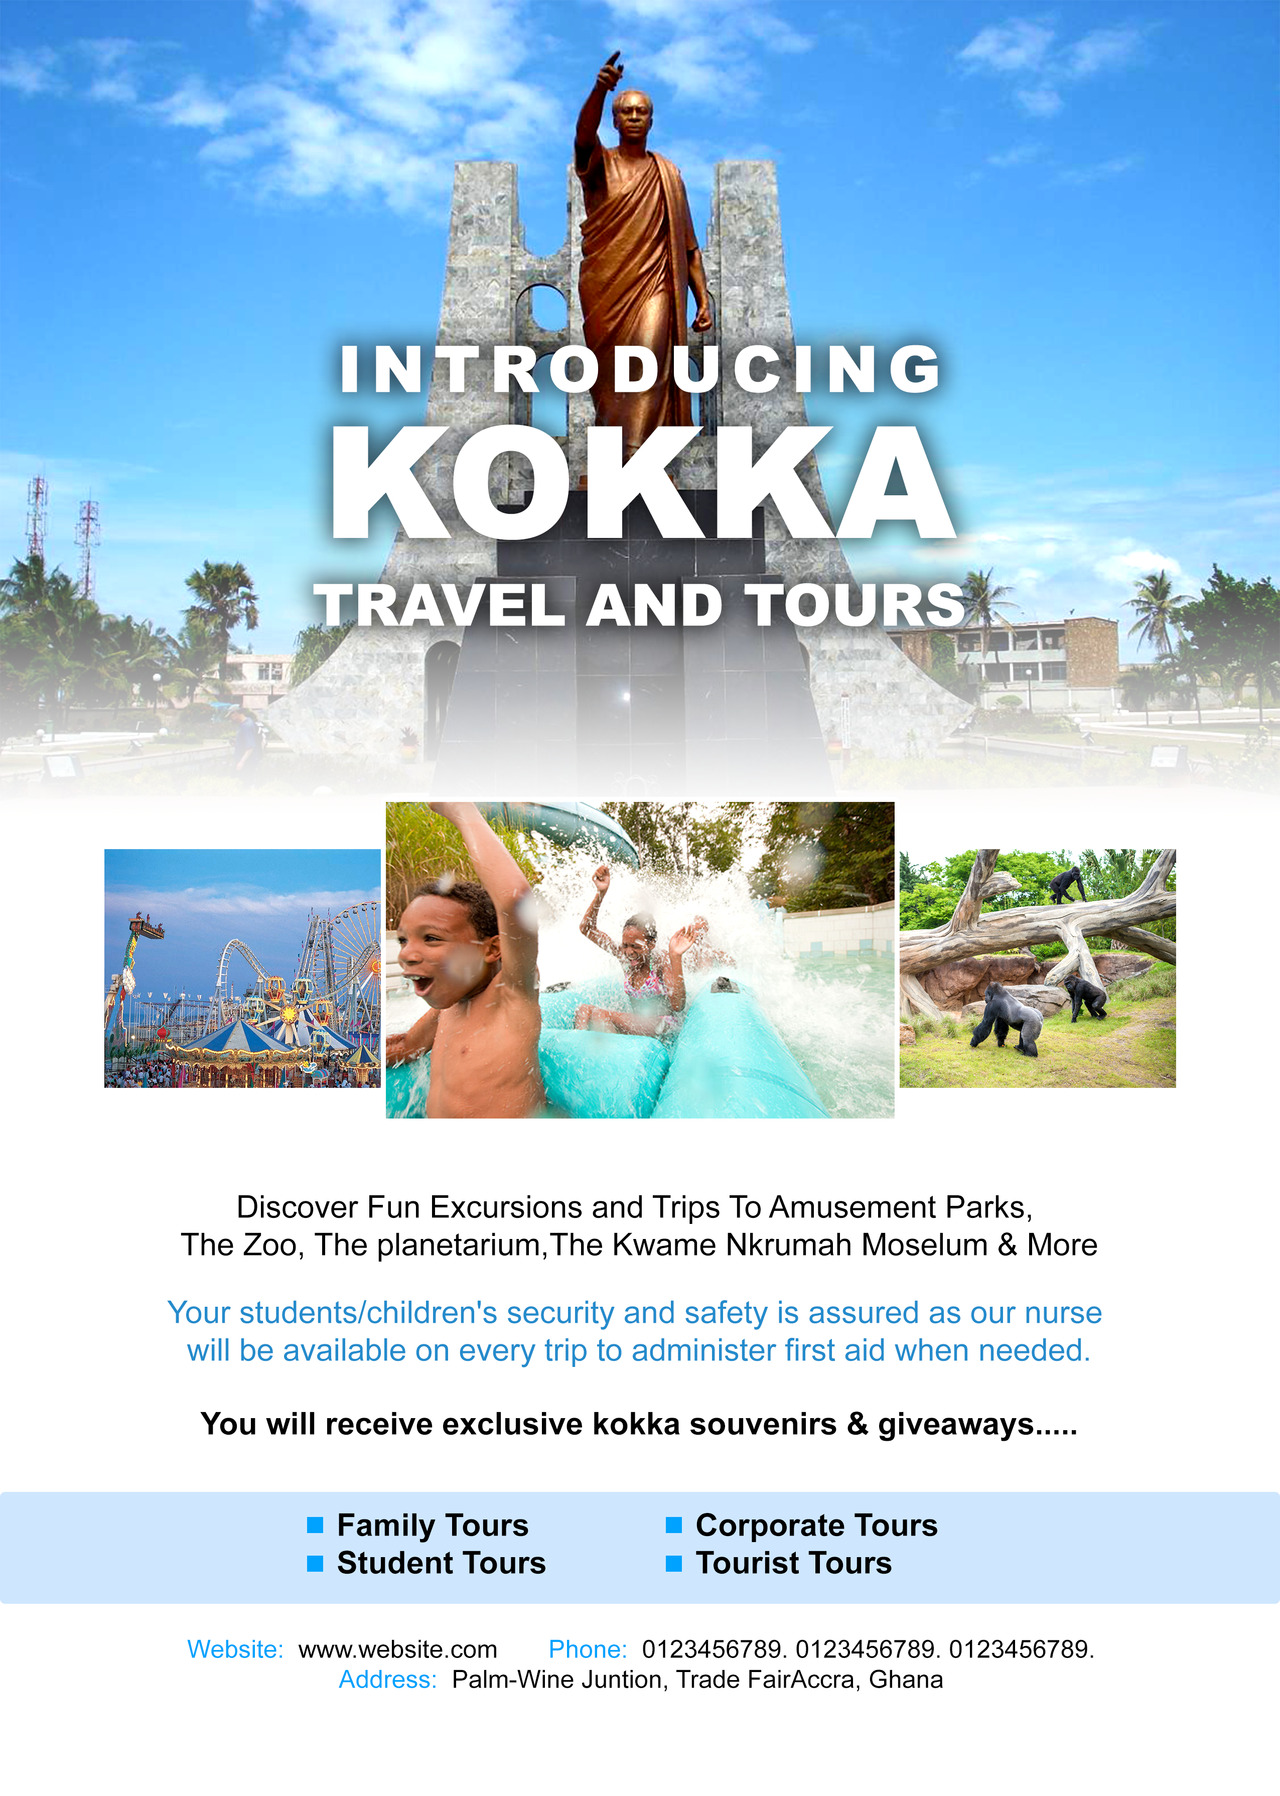 INTRODUCING
KOKKA
TRAVEL AND TOURS
Discover Fun Excursions and Trips To Amusement Parks,
The Zoo, The planetarium,The Kwame Nkrumah Moselum & More
Your students/children's security and safety is assured as our nurse
will be available on every trip to administer first aid when needed.
You will receive exclusive kokka souvenirs & giveaways.....
Family Tours
Student Tours
Corporate Tours
Tourist Tours
Website: www.website.com Phone: 0123456789. 0123456789. 0123456789.
Address: Palm-Wine Juntion, Trade FairAccra, Ghana